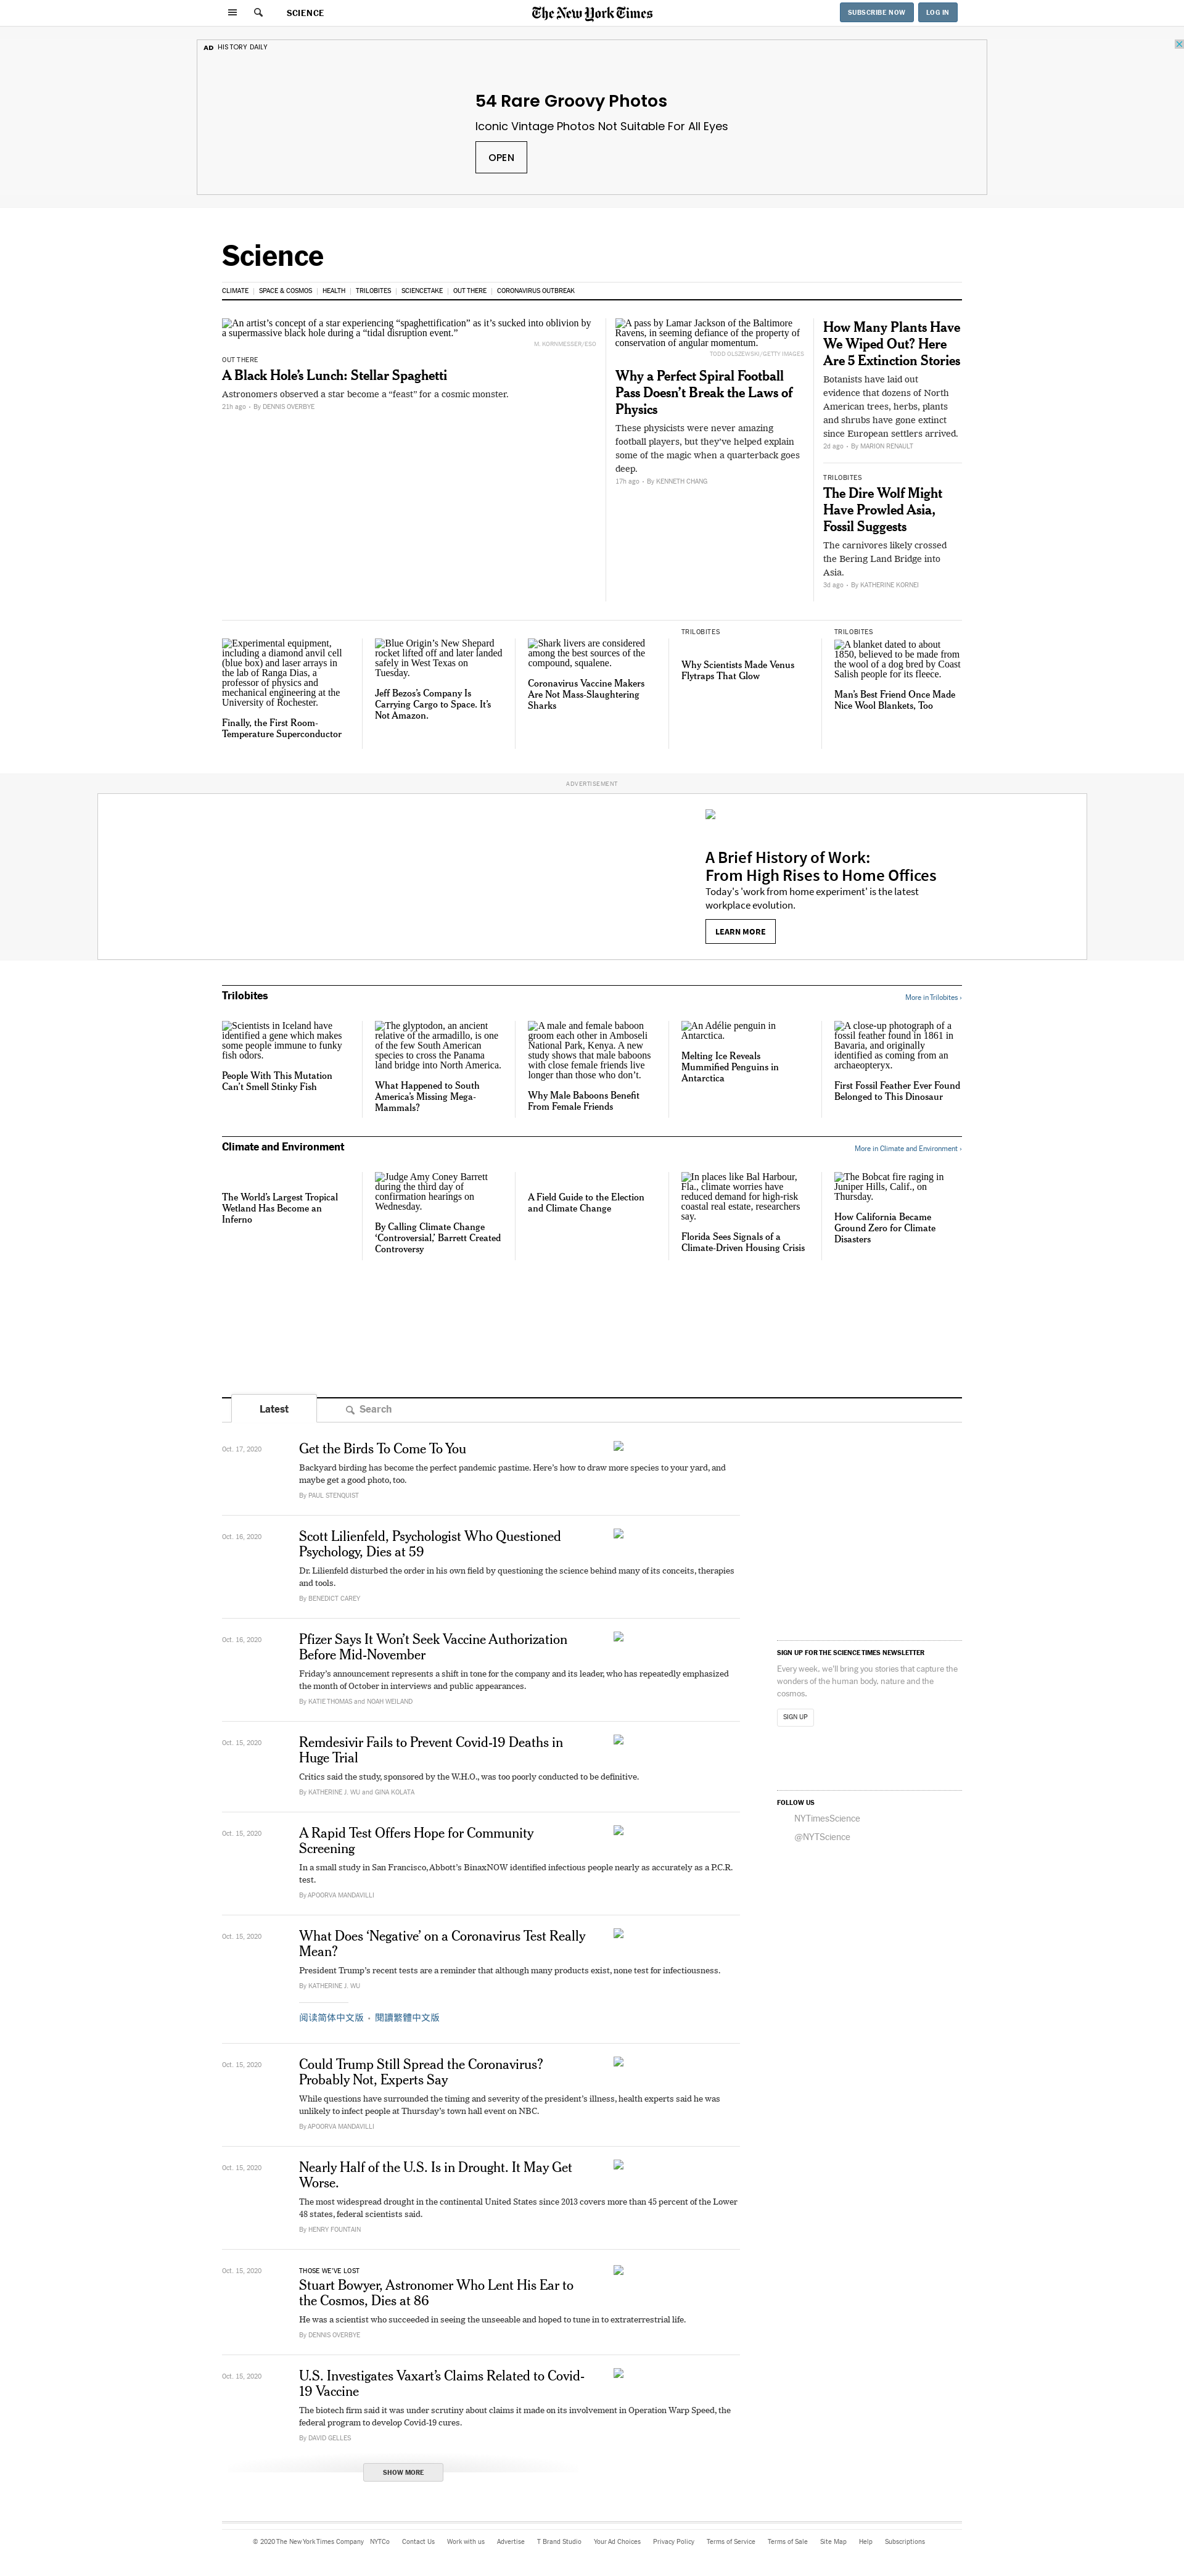 SCIENCE
The New York Times
SUBSCRIBE NOW
LOG IN
AD HISTORY DAILY
54 Rare Groovy Photos
Iconic Vintage Photos Not Suitable For All Eyes
OPEN
Science
CLIMATE | SPACE & COSMOS | HEALTH | TRILOBITES | SCIENCETAKE | OUT THERE | CORONAVIRUS OUTBREAK
An artist’s concept of a star experiencing “spaghettification” as it’s sucked into oblivion by
a supermassive black hole during a “tidal disruption event.”
M. KORNMESSER/ESO
OUT THERE
A Black Hole’s Lunch: Stellar Spaghetti
Astronomers observed a star become a “feast” for a cosmic monster.
21h ago · By DENNIS OVERBYE
A pass by Lamar Jackson of the Baltimore
Ravens, in seeming defiance of the property of
conservation of angular momentum.
TODD OLSZEWSKI/GETTY IMAGES
Why a Perfect Spiral Football
Pass Doesn’t Break the Laws of
Physics
These physicists were never amazing
football players, but they’ve helped explain
some of the magic when a quarterback goes
deep.
17h ago · By KENNETH CHANG
How Many Plants Have
We Wiped Out? Here
Are 5 Extinction Stories
Botanists have laid out
evidence that dozens of North
American trees, herbs, plants
and shrubs have gone extinct
since European settlers arrived.
2d ago · By MARION RENAULT
TRILOBITES
The Dire Wolf Might
Have Prowled Asia,
Fossil Suggests
The carnivores likely crossed
the Bering Land Bridge into
Asia.
3d ago · By KATHERINE KORNEI
Experimental equipment,
including a diamond anvil cell
(blue box) and laser arrays in
the lab of Ranga Dias, a
professor of physics and
mechanical engineering at the
University of Rochester.
Finally, the First Room-
Temperature Superconductor
Blue Origin’s New Shepard
rocket lifted off and later landed
safely in West Texas on
Tuesday.
Jeff Bezos’s Company Is
Carrying Cargo to Space. It’s
Not Amazon.
Shark livers are considered
among the best sources of the
compound, squalene.
Coronavirus Vaccine Makers
Are Not Mass-Slaughtering
Sharks
TRILOBITES
Why Scientists Made Venus
Flytraps That Glow
TRILOBITES
A blanket dated to about
1850, believed to be made from
the wool of a dog bred by Coast
Salish people for its fleece.
Man’s Best Friend Once Made
Nice Wool Blankets, Too
ADVERTISEMENT
A Brief History of Work:
From High Rises to Home Offices
Today's 'work from home experiment' is the latest
workplace evolution.
LEARN MORE
Trilobites
More in Trilobites ›
Scientists in Iceland have
identified a gene which makes
some people immune to funky
fish odors.
People With This Mutation
Can’t Smell Stinky Fish
The glyptodon, an ancient
relative of the armadillo, is one
of the few South American
species to cross the Panama
land bridge into North America.
What Happened to South
America’s Missing Mega-
Mammals?
A male and female baboon
groom each other in Amboseli
National Park, Kenya. A new
study shows that male baboons
with close female friends live
longer than those who don’t.
Why Male Baboons Benefit
From Female Friends
An Adélie penguin in
Antarctica.
Melting Ice Reveals
Mummified Penguins in
Antarctica
A close-up photograph of a
fossil feather found in 1861 in
Bavaria, and originally
identified as coming from an
archaeopteryx.
First Fossil Feather Ever Found
Belonged to This Dinosaur
Climate and Environment
More in Climate and Environment ›
The World’s Largest Tropical
Wetland Has Become an
Inferno
Judge Amy Coney Barrett
during the third day of
confirmation hearings on
Wednesday.
By Calling Climate Change
‘Controversial,’ Barrett Created
Controversy
A Field Guide to the Election
and Climate Change
In places like Bal Harbour,
Fla., climate worries have
reduced demand for high-risk
coastal real estate, researchers
say.
Florida Sees Signals of a
Climate-Driven Housing Crisis
The Bobcat fire raging in
Juniper Hills, Calif., on
Thursday.
How California Became
Ground Zero for Climate
Disasters
Latest
Search
Oct. 17, 2020
Get the Birds To Come To You
Backyard birding has become the perfect pandemic pastime. Here’s how to draw more species to your yard, and
maybe get a good photo, too.
By PAUL STENQUIST
Oct. 16, 2020
Scott Lilienfeld, Psychologist Who Questioned
Psychology, Dies at 59
Dr. Lilienfeld disturbed the order in his own field by questioning the science behind many of its conceits, therapies
and tools.
By BENEDICT CAREY
Oct. 16, 2020
Pfizer Says It Won’t Seek Vaccine Authorization
Before Mid-November
Friday’s announcement represents a shift in tone for the company and its leader, who has repeatedly emphasized
the month of October in interviews and public appearances.
By KATIE THOMAS and NOAH WEILAND
Oct. 15, 2020
Remdesivir Fails to Prevent Covid-19 Deaths in
Huge Trial
Critics said the study, sponsored by the W.H.O., was too poorly conducted to be definitive.
By KATHERINE J. WU and GINA KOLATA
Oct. 15, 2020
A Rapid Test Offers Hope for Community
Screening
In a small study in San Francisco, Abbott’s BinaxNOW identified infectious people nearly as accurately as a P.C.R.
test.
By APOORVA MANDAVILLI
Oct. 15, 2020
What Does ‘Negative’ on a Coronavirus Test Really
Mean?
President Trump’s recent tests are a reminder that although many products exist, none test for infectiousness.
By KATHERINE J. WU
阅读简体中文版 · 閱讀繁體中文版
Oct. 15, 2020
Could Trump Still Spread the Coronavirus?
Probably Not, Experts Say
While questions have surrounded the timing and severity of the president’s illness, health experts said he was
unlikely to infect people at Thursday’s town hall event on NBC.
By APOORVA MANDAVILLI
Oct. 15, 2020
Nearly Half of the U.S. Is in Drought. It May Get
Worse.
The most widespread drought in the continental United States since 2013 covers more than 45 percent of the Lower
48 states, federal scientists said.
By HENRY FOUNTAIN
Oct. 15, 2020
THOSE WE’VE LOST
Stuart Bowyer, Astronomer Who Lent His Ear to
the Cosmos, Dies at 86
He was a scientist who succeeded in seeing the unseeable and hoped to tune in to extraterrestrial life.
By DENNIS OVERBYE
Oct. 15, 2020
U.S. Investigates Vaxart’s Claims Related to Covid-
19 Vaccine
The biotech firm said it was under scrutiny about claims it made on its involvement in Operation Warp Speed, the
federal program to develop Covid-19 cures.
By DAVID GELLES
SHOW MORE
SIGN UP FOR THE SCIENCE TIMES NEWSLETTER
Every week, we'll bring you stories that capture the
wonders of the human body, nature and the
cosmos.
SIGN UP
FOLLOW US
NYTimesScience
@NYTScience
© 2020 The New York Times Company NYTCo Contact Us Work with us Advertise T Brand Studio Your Ad Choices Privacy Policy Terms of Service Terms of Sale Site Map Help Subscriptions